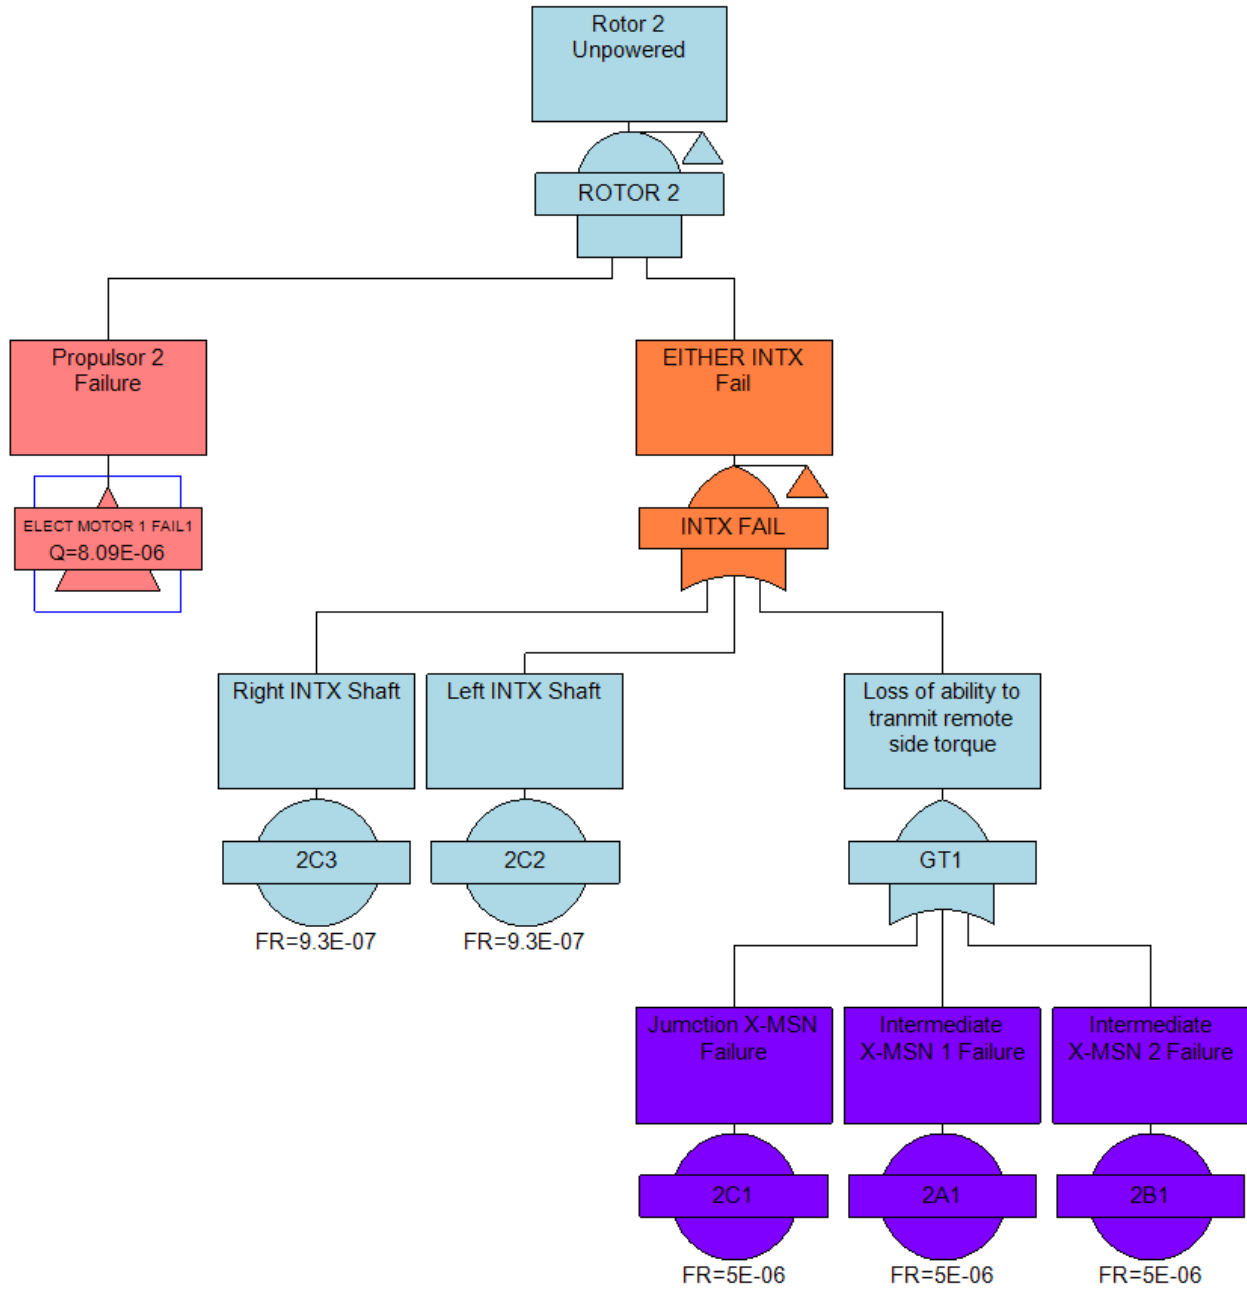 Rotor 2
Unpowered
ROTOR 2
Propulsor 2
Failure
ELECT MOTOR 1 FAIL1
Q=8.09E-06
EITHER INTX
Fail
INTX FAIL
Right INTX Shaft
2C3
FR=9.3E-07
Left INTX Shaft
2C2
FR=9.3E-07
Loss of ability to
tranmit remote
side torque
GT1
Jumction X-MSN
Failure
2C1
FR=5E-06
Intermediate
X-MSN 1 Failure
2A1
FR=5E-06
Intermediate
X-MSN 2 Failure
2B1
FR=5E-06